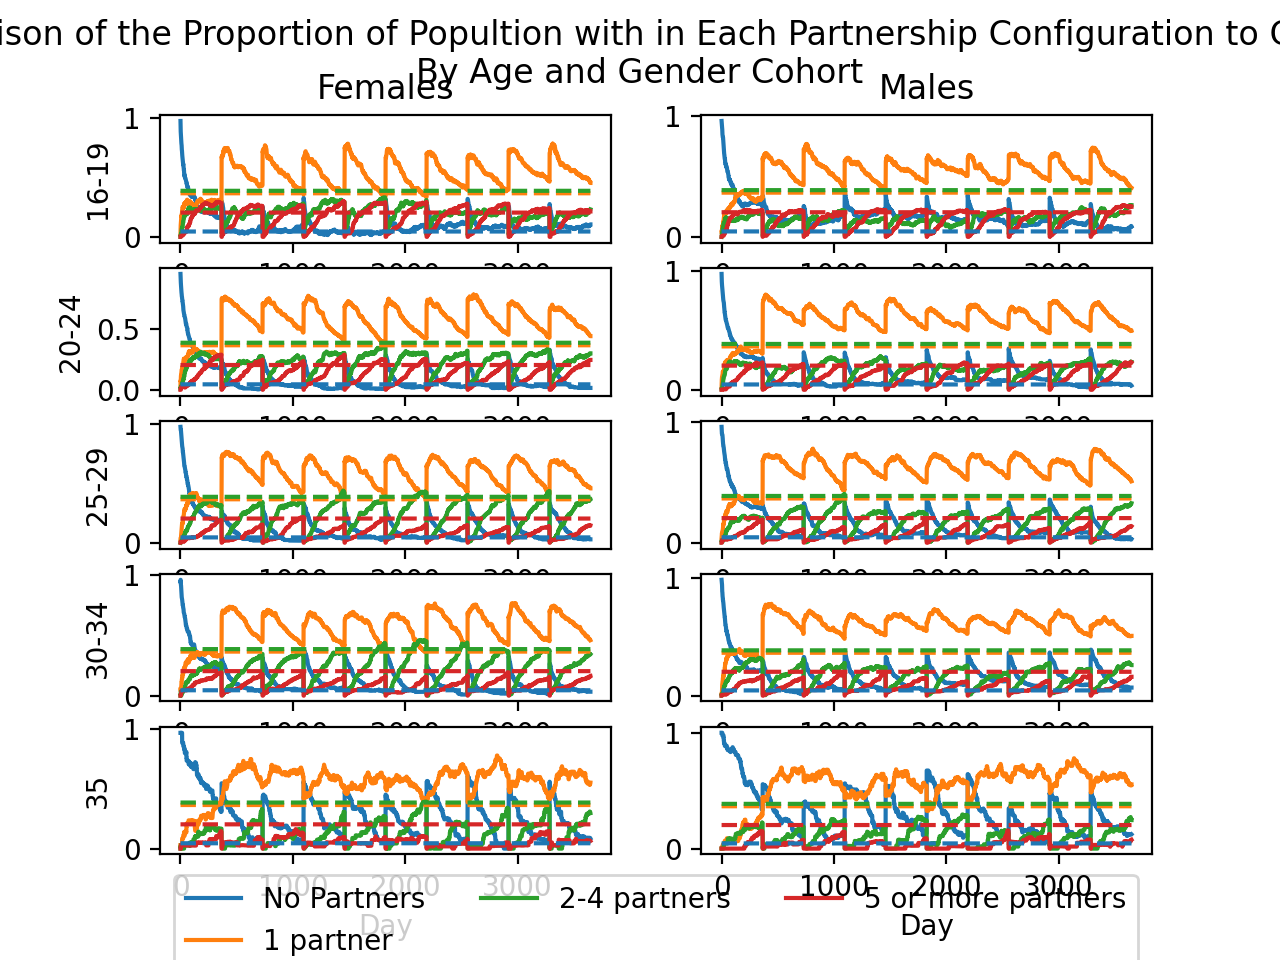 ison of the Proportion of Popultion with in Each Partnership Configuration to
By Age and Gender Cohort
Females
Males
16-19
1
0
1
0
0 1000 2000 3000
0 1000 2000 3000
20-24
0.5
0.0
1
0
0 1000 2000 3000
0 1000 2000 3000
25-29
1
0
1
0
0 1000 2000 3000
0 1000 2000 3000
30-34
1
0
1
0
0 1000 2000 3000
0 1000 2000 3000
35
1
0
1
0
0 1000 2000 3000
0 1000 2000 3000
Day
Day
No Partners
1 partner
2-4 partners
5 or more partners